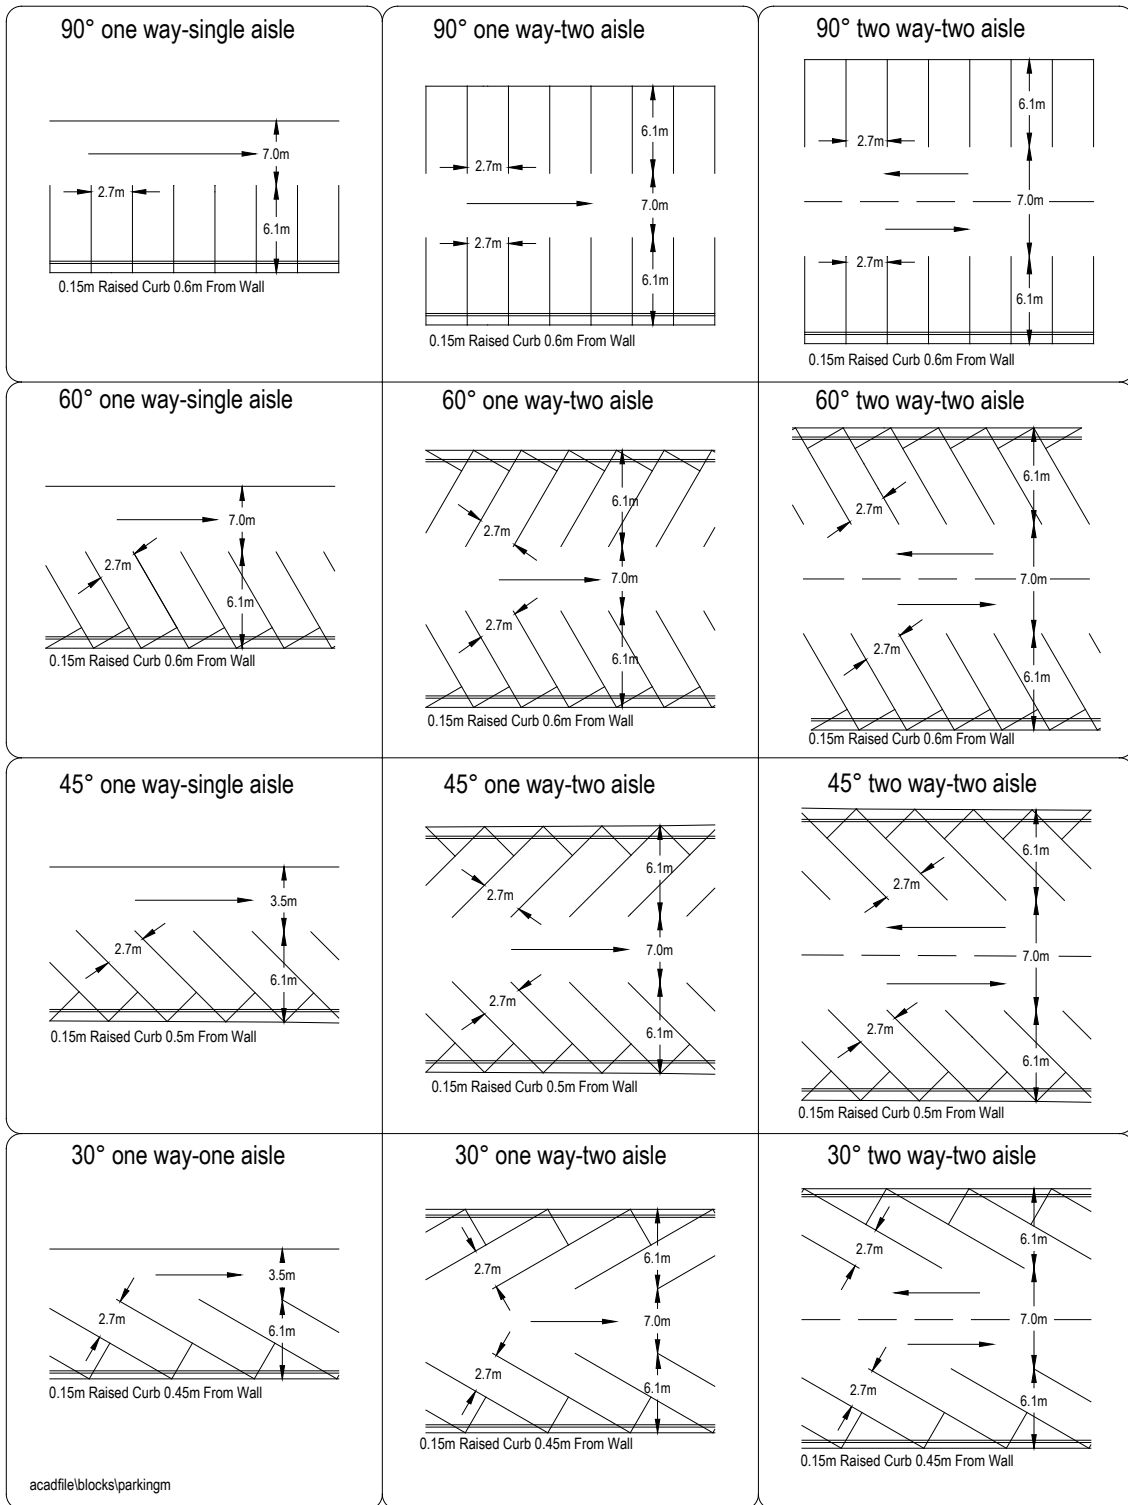 90° one way-single aisle
7.0m
2.7m
6.1m
0.15m Raised Curb 0.6m From Wall
90° one way-two aisle
6.1m
2.7m
7.0m
2.7m
6.1m
0.15m Raised Curb 0.6m From Wall
90° two way-two aisle
6.1m
2.7m
7.0m
2.7m
6.1m
0.15m Raised Curb 0.6m From Wall
60° one way-single aisle
7.0m
2.7m
6.1m
0.15m Raised Curb 0.6m From Wall
60° one way-two aisle
6.1m
2.7m
7.0m
2.7m
6.1m
0.15m Raised Curb 0.6m From Wall
60° two way-two aisle
6.1m
2.7m
7.0m
2.7m
6.1m
0.15m Raised Curb 0.6m From Wall
45° one way-single aisle
3.5m
2.7m
6.1m
0.15m Raised Curb 0.5m From Wall
45° one way-two aisle
6.1m
2.7m
7.0m
2.7m
6.1m
0.15m Raised Curb 0.5m From Wall
45° two way-two aisle
6.1m
2.7m
7.0m
2.7m
6.1m
0.15m Raised Curb 0.5m From Wall
30° one way-one aisle
3.5m
2.7m
6.1m
0.15m Raised Curb 0.45m From Wall
acadfile\blocks\parkingm
30° one way-two aisle
6.1m
2.7m
7.0m
2.7m
6.1m
0.15m Raised Curb 0.45m From Wall
30° two way-two aisle
6.1m
2.7m
7.0m
2.7m
6.1m
0.15m Raised Curb 0.45m From Wall